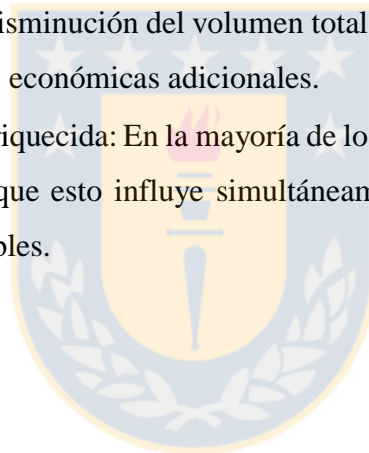 isminución del volumen total
económicas adicionales.
riquecida: En la mayoría de lo
que esto influye simultáneam
bles.